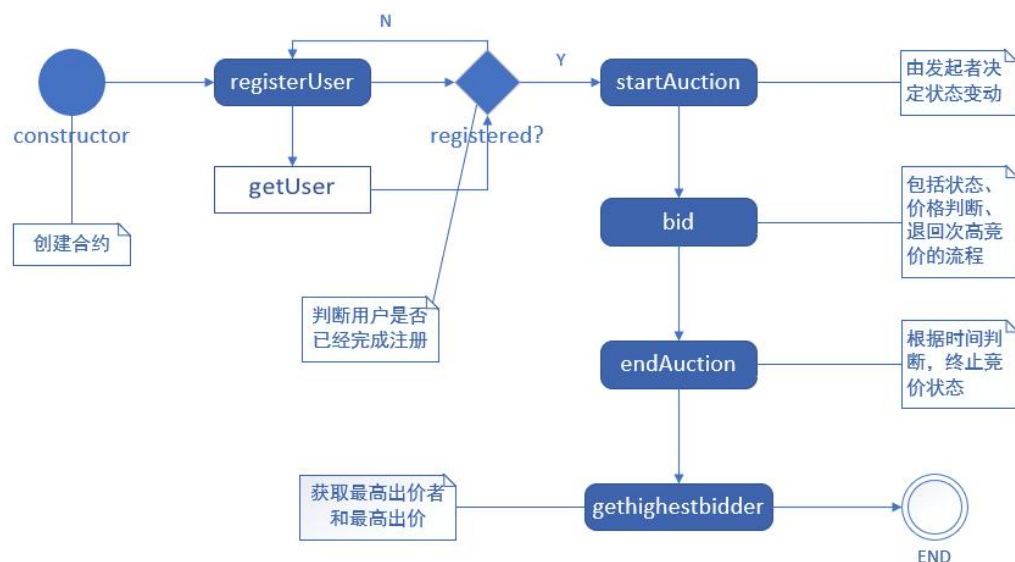 N
registerUser
Y
startAuction
由发起者决
定状态变动
constructor
registered?
getUser
创建合约
bid
包括状态、
价格判断、
退回次高竞
价的流程
判断用户是否
已经完成注册
endAuction
根据时间判
断，终止竞
价状态
获取最高出价者
和最高出价
gethighestbidder
END